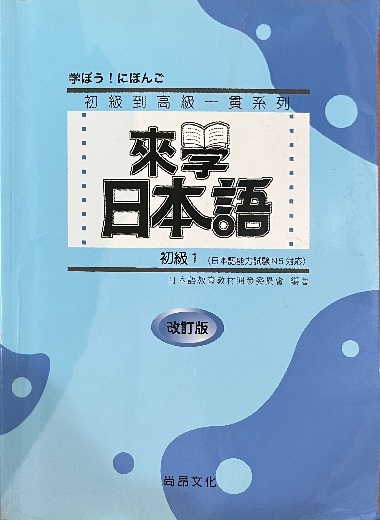 学ぼう！にほんご
初級到高級一貫系列
來学
日本語
初級1（日本語能力試験N5対応）
日本語教育教材開発委員会 編著
改訂版
尚昂文化